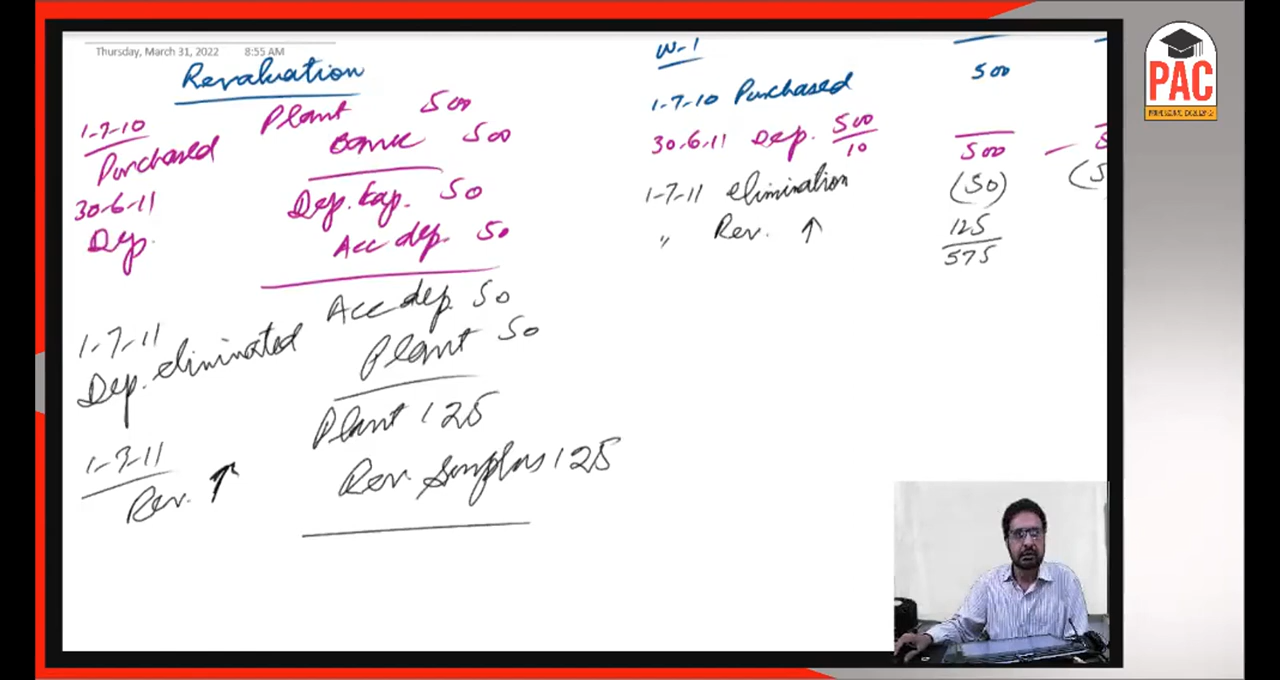 Thursday, March 31, 2022 8:55 AM
Revaluation
1-7-10 Plant 500
Purchased Bank 500
30-6-11 Dep. Exp. 50
Dep. Acc dep. 50
1-7-11 Acc dep. 50
Dep. eliminated Plant 50
1-7-11 Plant 125
Rev. ↑ Rev. Surplus 125
W-1
1-7-10 Purchased 500
30-6-11 Dep. 500/10 500
1-7-11 elimination (50)
" Rev. ↑ 125
575
PAC